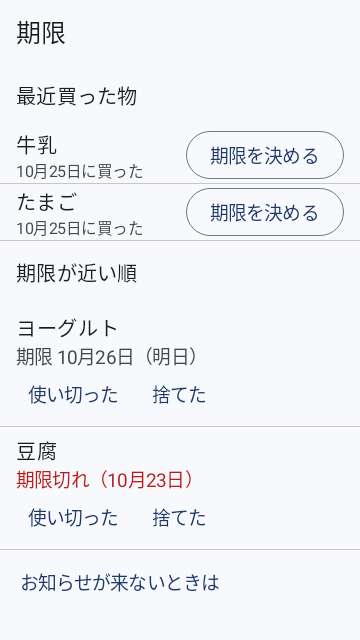 期限
最近買った物
牛乳
10月25日に買った
期限を決める
たまご
10月25日に買った
期限を決める
期限が近い順
ヨーグルト
期限 10月26日（明日）
使い切った 捨てた
豆腐
期限切れ（10月23日）
使い切った 捨てた
お知らせが来ないときは